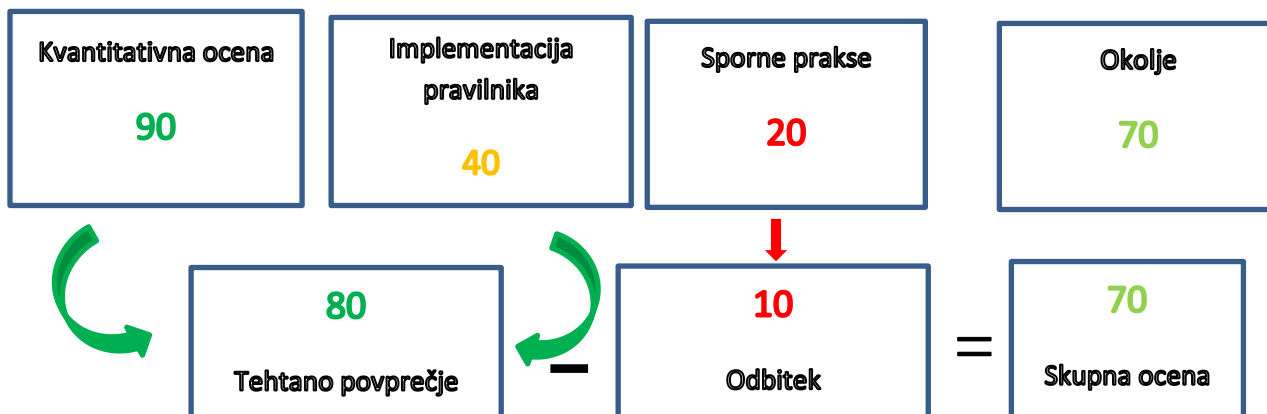 Kvantitativna ocena
90
Implementacija
pravilnika
40
Sporne prakse
20
Okolje
70
80
Tehtano povprečje
–
10
Odbitek
=
70
Skupna ocena